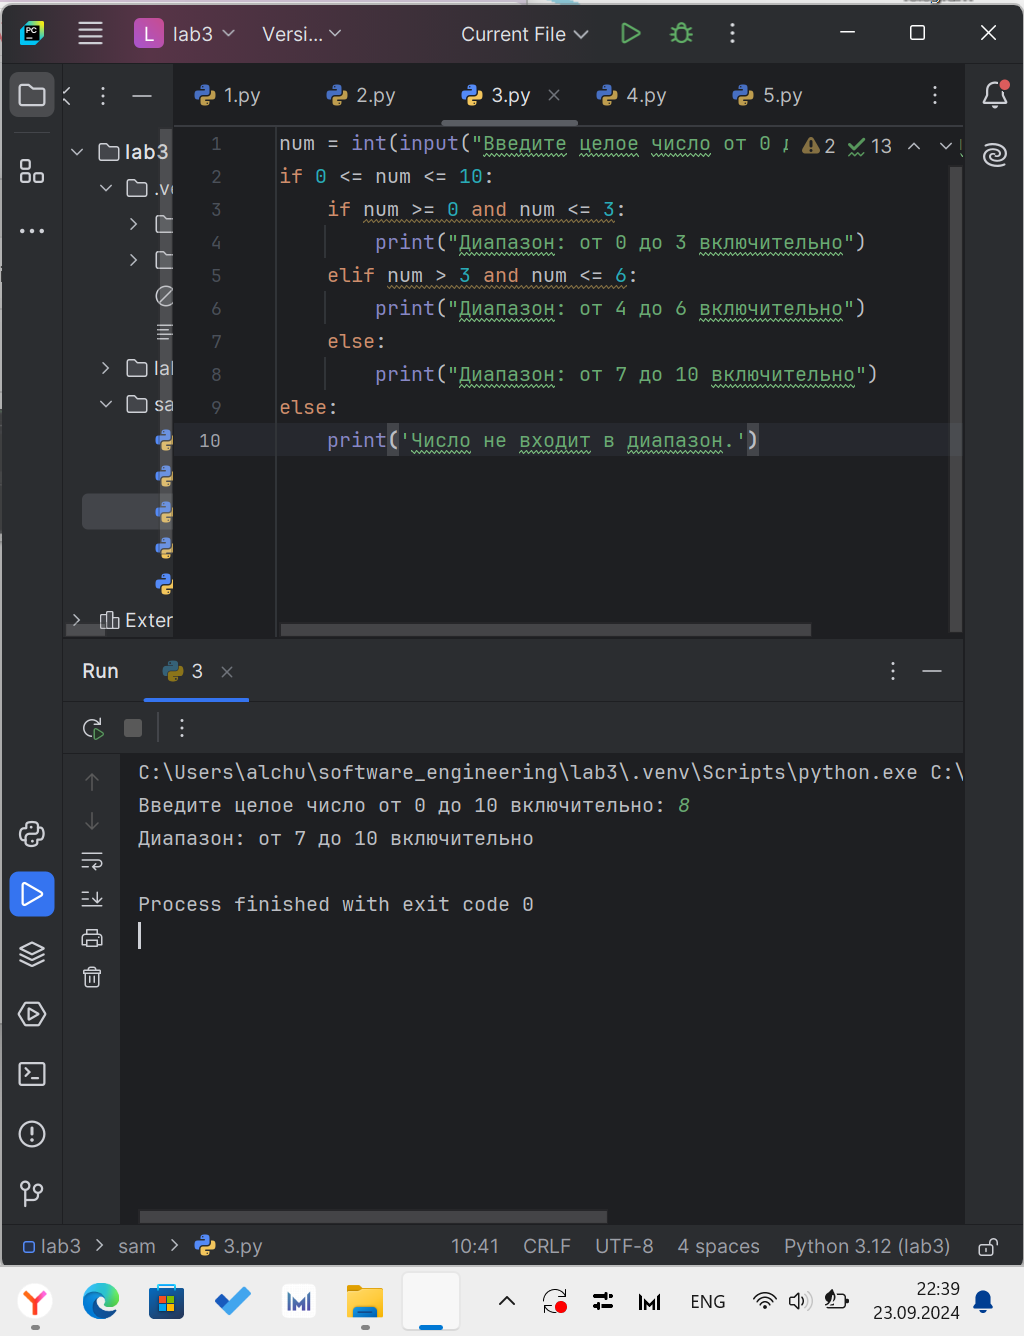 PC
L lab3 Versi... Current File
1.py 2.py 3.py 4.py 5.py
lab3
1 num = int(input("Введите целое число от 0 2 13
2 if 0 <= num <= 10:
3 if num >= 0 and num <= 3:
4 print("Диапазон: от 0 до 3 включительно")
5 elif num > 3 and num <= 6:
6 print("Диапазон: от 4 до 6 включительно")
7 else:
8 print("Диапазон: от 7 до 10 включительно")
9 else:
10 print('Число не входит в диапазон.')
Exter
Run 3
C:\Users\alchu\software_engineering\lab3\.venv\Scripts\python.exe C:\
Введите целое число от 0 до 10 включительно: 8
Диапазон: от 7 до 10 включительно
Process finished with exit code 0
lab3 > sam > 3.py 10:41 CRLF UTF-8 4 spaces Python 3.12 (lab3)
ENG 22:39
23.09.2024